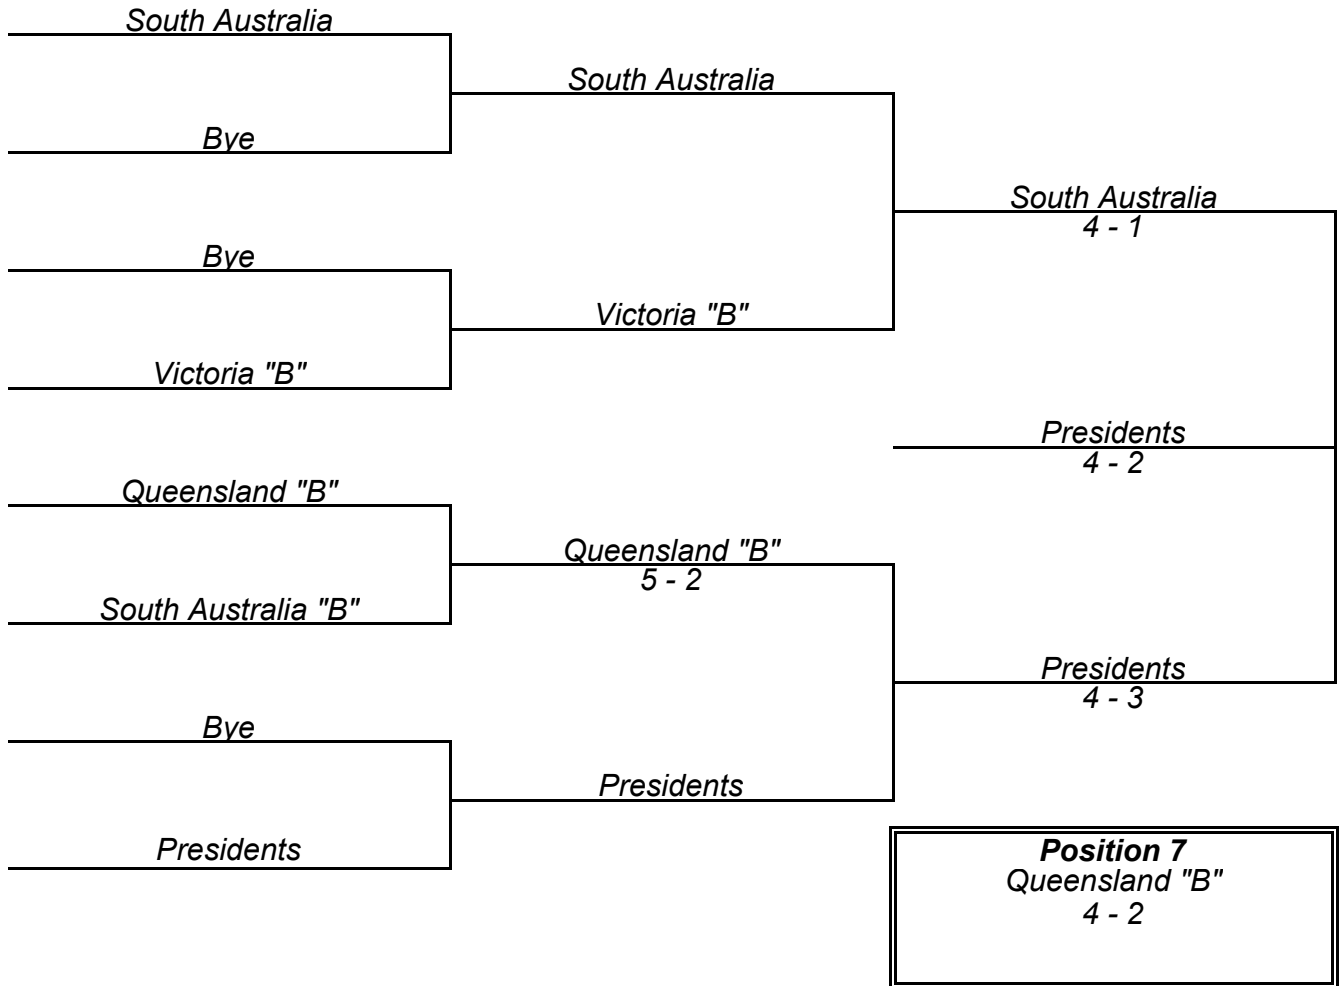 South Australia
South Australia
Bye
South Australia
4 - 1
Bye
Victoria "B"
Victoria "B"
Presidents
4 - 2
Queensland "B"
Queensland "B"
5 - 2
South Australia "B"
Presidents
4 - 3
Bye
Presidents
Presidents
Position 7
Queensland "B"
4 - 2